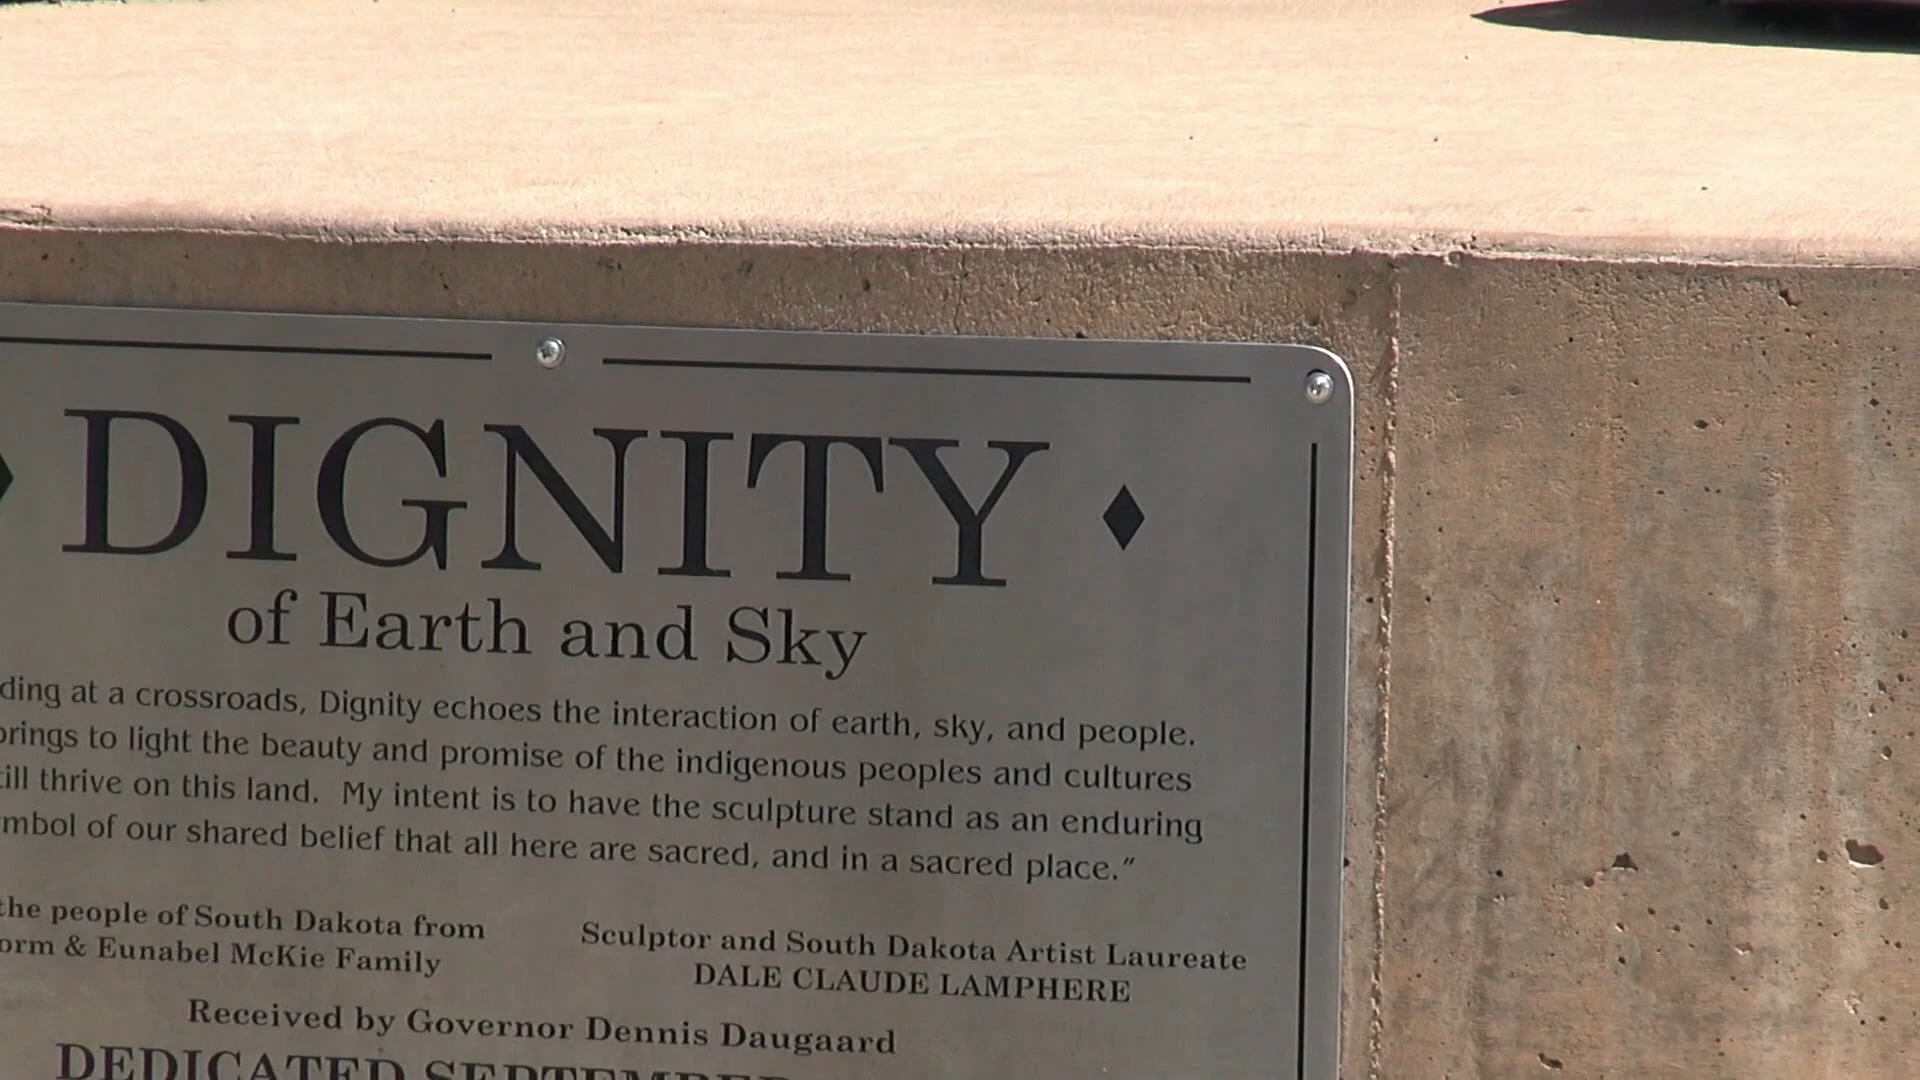 DIGNITY
of Earth and Sky
ding at a crossroads, Dignity echoes the interaction of earth, sky, and people.
brings to light the beauty and promise of the indigenous peoples and cultures
till thrive on this land. My intent is to have the sculpture stand as an enduring
mbol of our shared belief that all here are sacred, and in a sacred place.”
the people of South Dakota from
orm & Eunabel McKie Family
Sculptor and South Dakota Artist Laureate
DALE CLAUDE LAMPHERE
Received by Governor Dennis Daugaard
DEDICATED SEPTEMBER